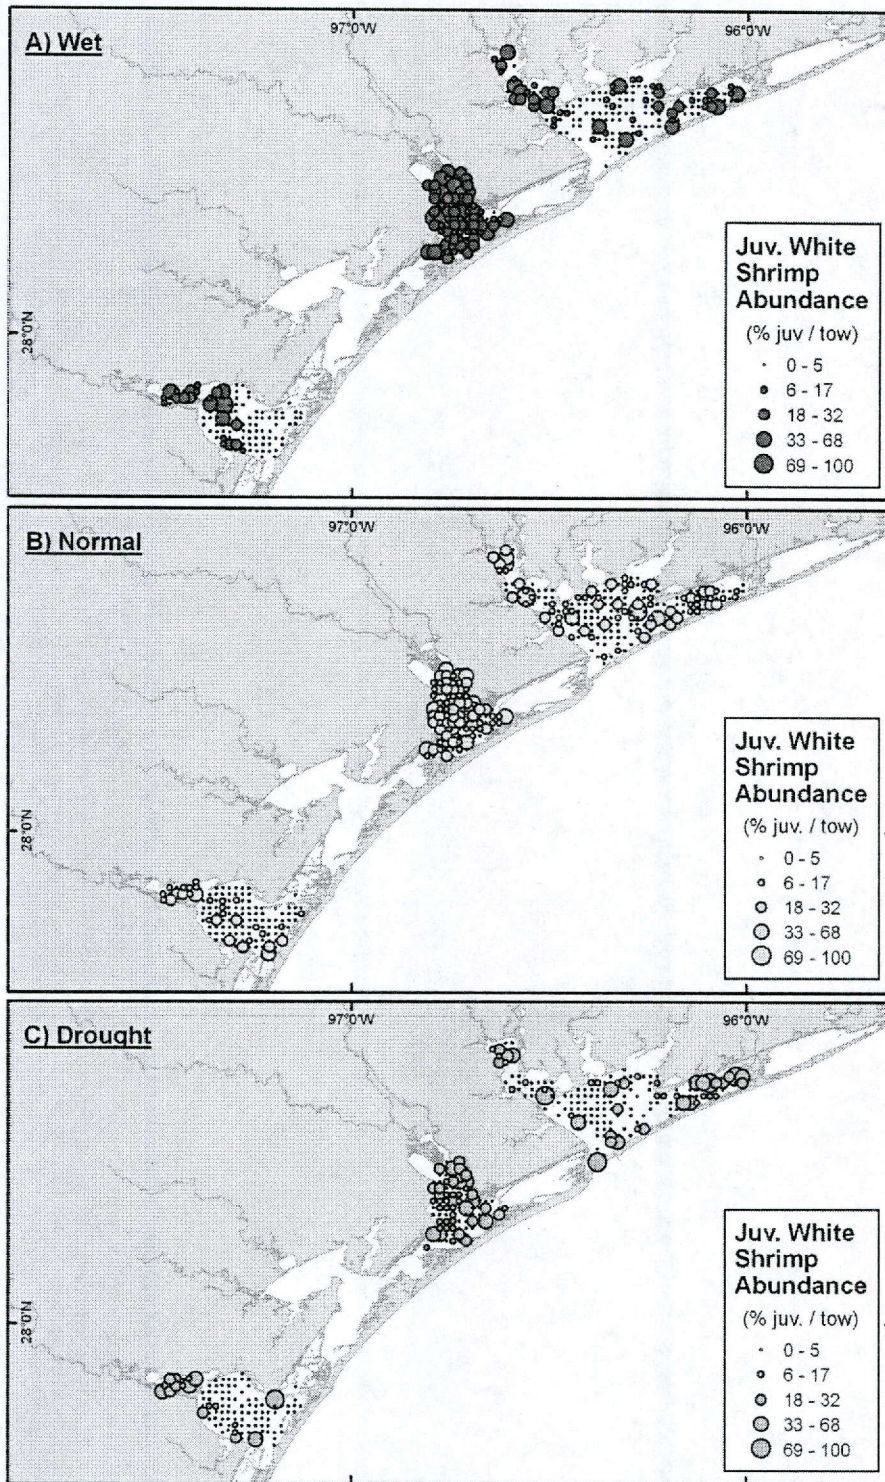 97°0'W
96°0'W
A) Wet
28°0'N
Juv. White
Shrimp
Abundance
(% juv / tow)
0 - 5
6 - 17
18 - 32
33 - 68
69 - 100
97°0'W
96°0'W
B) Normal
28°0'N
Juv. White
Shrimp
Abundance
(% juv. / tow)
0 - 5
6 - 17
18 - 32
33 - 68
69 - 100
97°0'W
96°0'W
C) Drought
28°0'N
Juv. White
Shrimp
Abundance
(% juv. / tow)
0 - 5
6 - 17
18 - 32
33 - 68
69 - 100